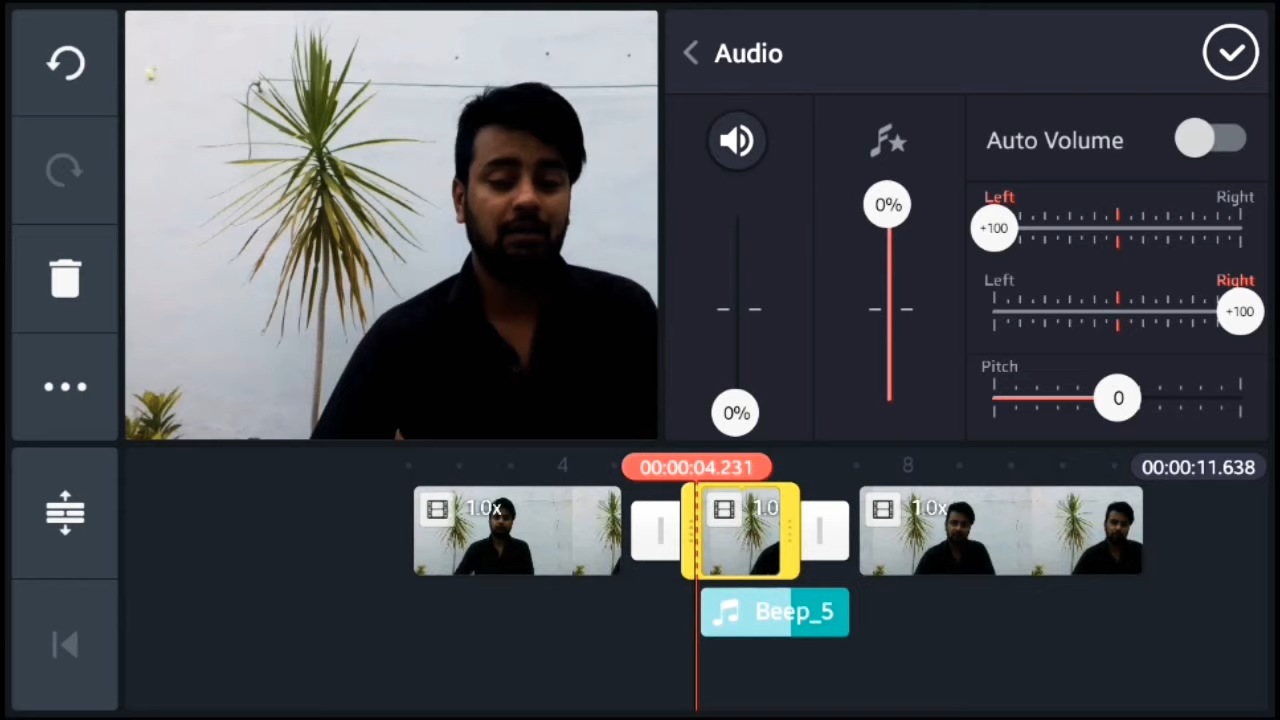 Audio
Auto Volume
0%
Left
Right
+100
Left
Right
+100
Pitch
0
0%
4
00:00:04.231
8
00:00:11.638
1.0x
1.0
1.0x
Beep_5